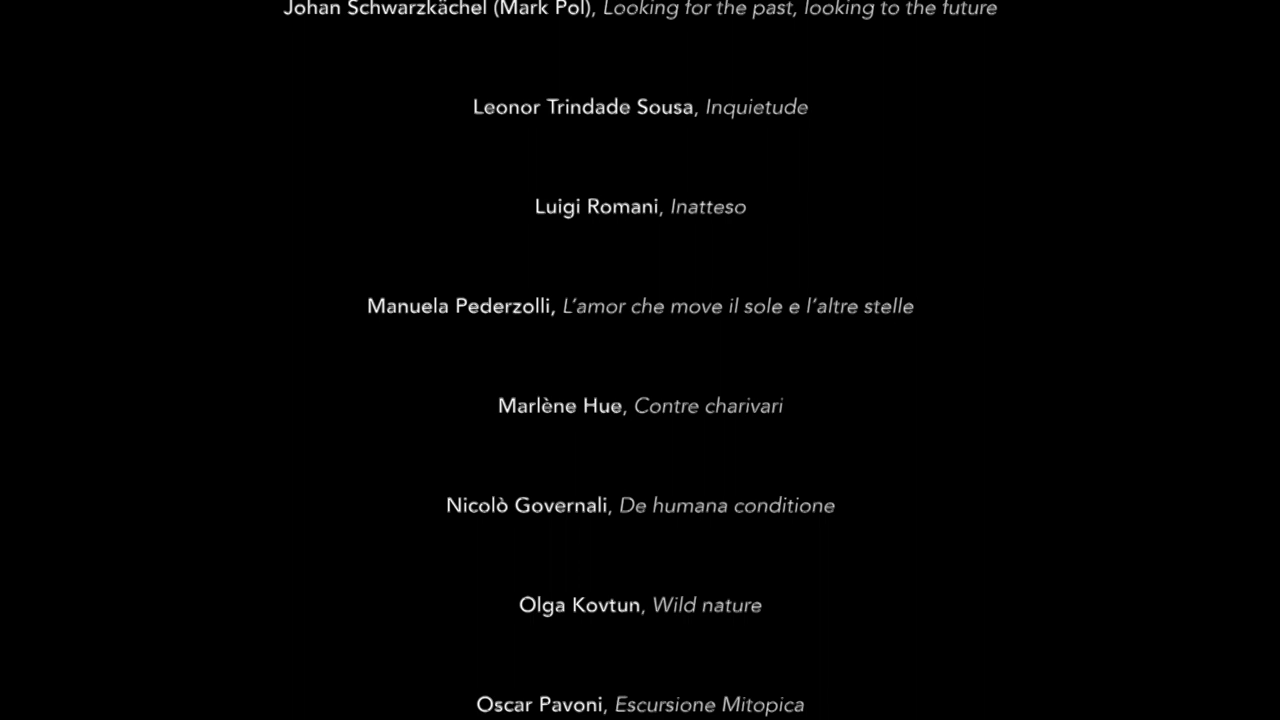 Johan Schwarzkächel (Mark Pol), Looking for the past, looking to the future
Leonor Trindade Sousa, Inquietude
Luigi Romani, Inatteso
Manuela Pederzolli, L’amor che move il sole e l’altre stelle
Marlène Hue, Contre charivari
Nicolò Governali, De humana conditione
Olga Kovtun, Wild nature
Oscar Pavoni, Escursione Mitopica